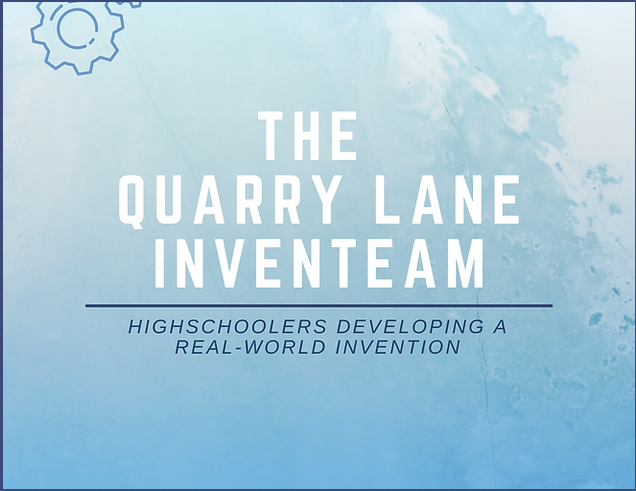 THE
QUARRY LANE
INVENTEAM
HIGHSCHOOLERS DEVELOPING A
REAL-WORLD INVENTION